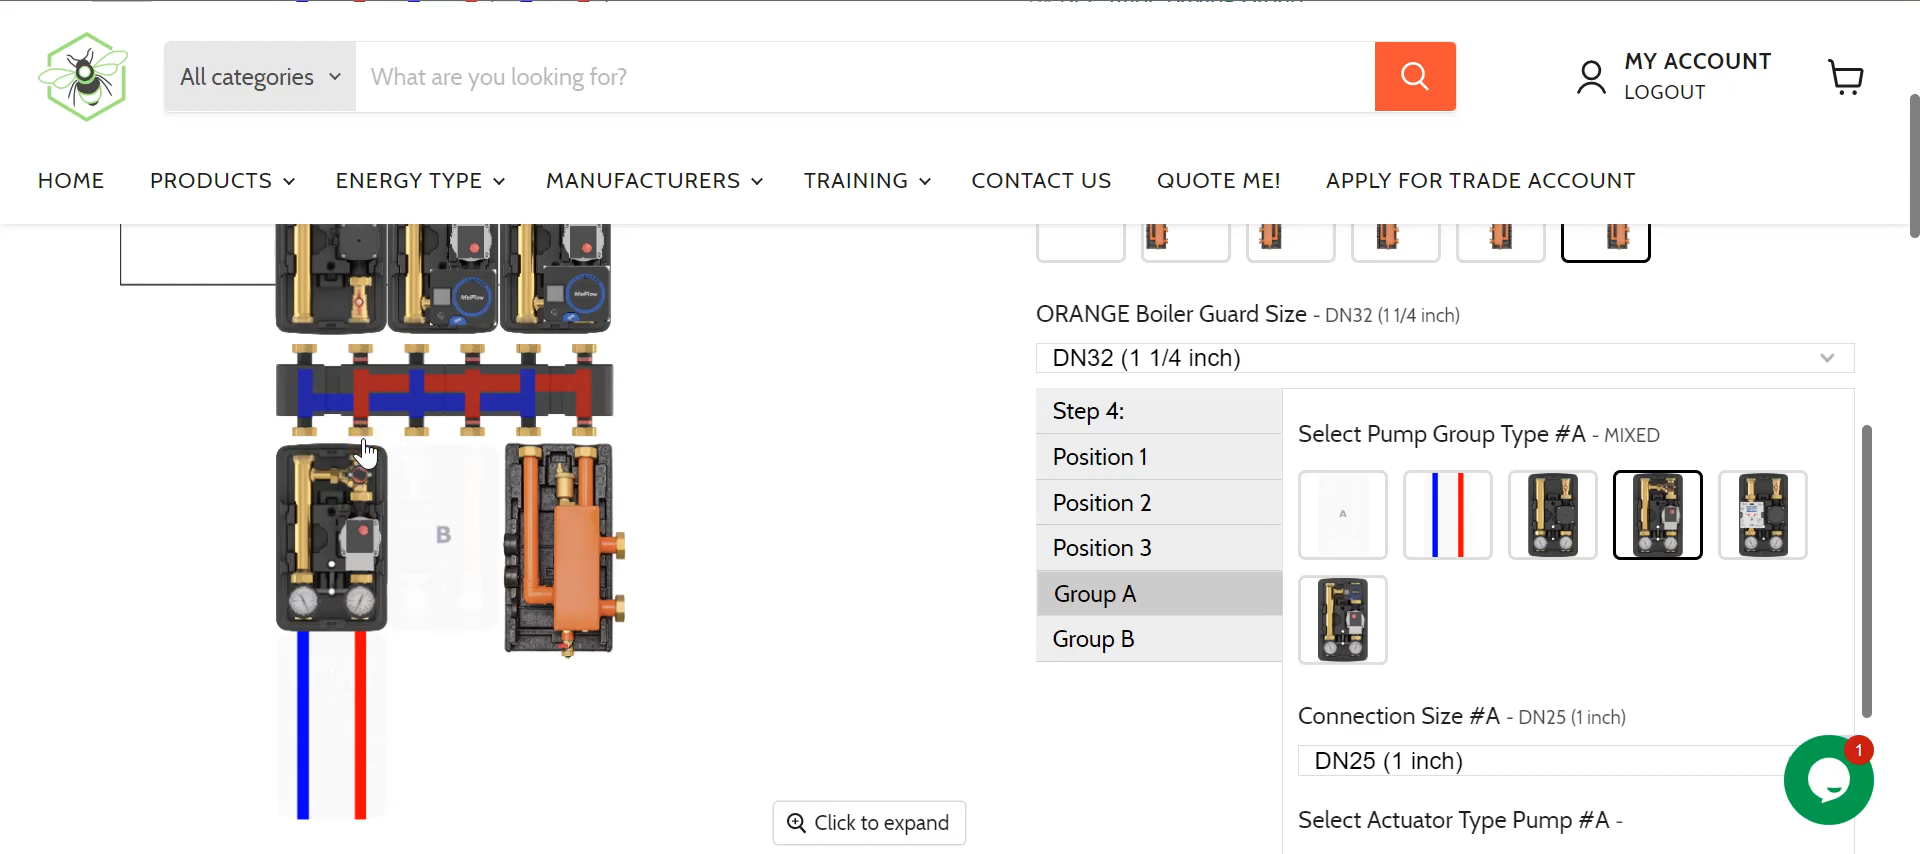 All categories
What are you looking for?
MY ACCOUNT
LOGOUT
HOME
PRODUCTS
ENERGY TYPE
MANUFACTURERS
TRAINING
CONTACT US
QUOTE ME!
APPLY FOR TRADE ACCOUNT
ORANGE Boiler Guard Size - DN32 (1 1/4 inch)
DN32 (1 1/4 inch)
Step 4:
Position 1
Position 2
Position 3
Group A
Group B
Select Pump Group Type #A - MIXED
A
B
Connection Size #A - DN25 (1 inch)
DN25 (1 inch)
Select Actuator Type Pump #A -
Click to expand
1